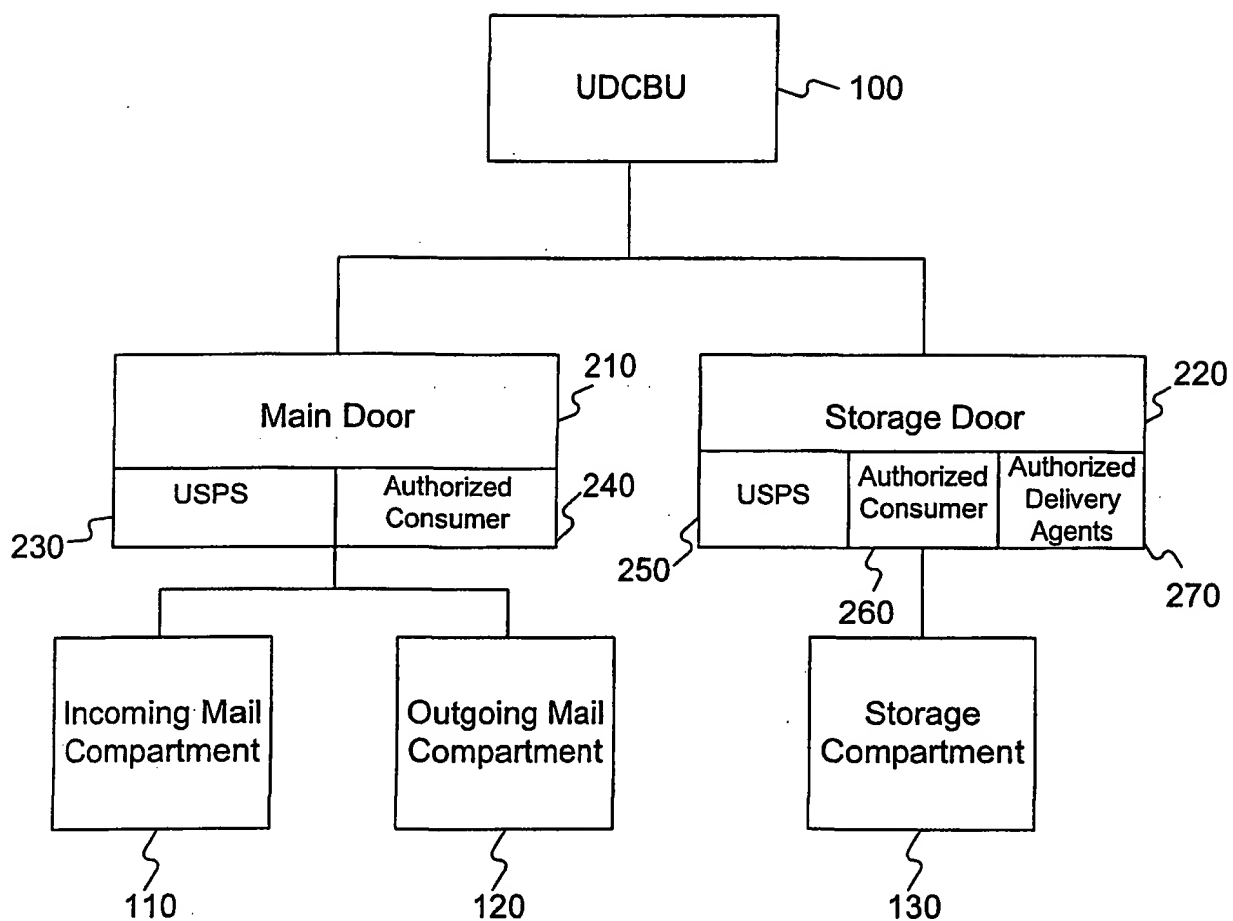 UDCBU
100
Main Door
210
Storage Door
220
USPS
Authorized
Consumer
230
240
USPS
Authorized
Consumer
Authorized
Delivery
Agents
250
260
270
Incoming Mail
Compartment
Outgoing Mail
Compartment
Storage
Compartment
110
120
130